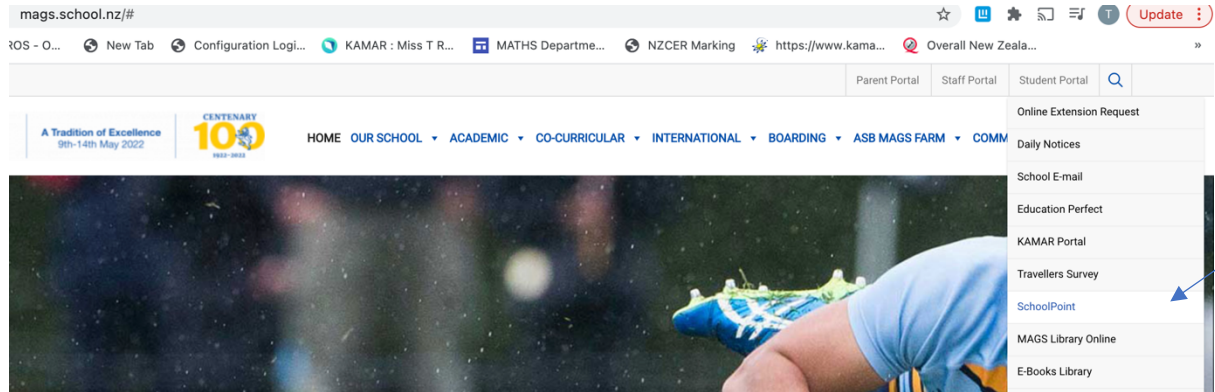 mags.school.nz/#
T
Update
ROS - O...
New Tab
Configuration Logi...
KAMAR : Miss T R...
MATHS Departme...
NZCER Marking
https://www.kama...
Overall New Zeala...
»
Parent Portal
Staff Portal
Student Portal
A Tradition of Excellence
9th-14th May 2022
CENTENARY
100
1922-2022
HOME
OUR SCHOOL
ACADEMIC
CO-CURRICULAR
INTERNATIONAL
BOARDING
ASB MAGS FARM
COMM
Online Extension Request
Daily Notices
School E-mail
Education Perfect
KAMAR Portal
Travellers Survey
SchoolPoint
MAGS Library Online
E-Books Library